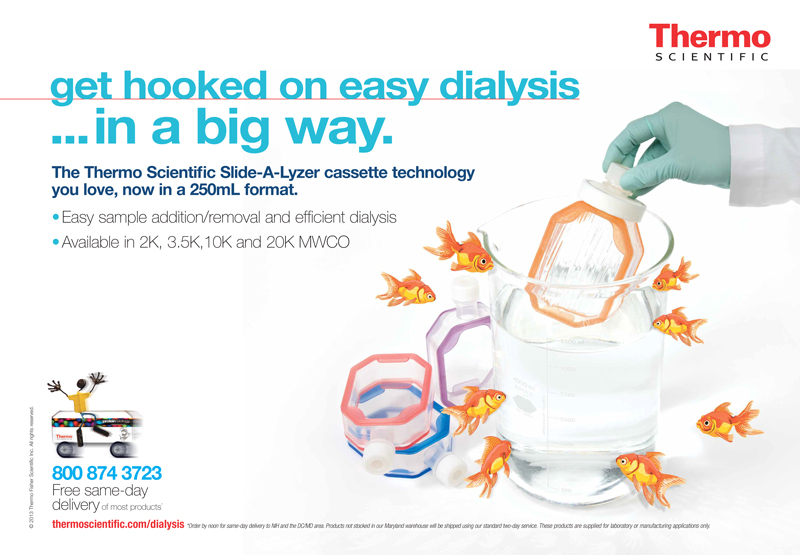 Thermo
SCIENTIFIC
get hooked on easy dialysis
...in a big way.
The Thermo Scientific Slide-A-Lyzer cassette technology
you love, now in a 250mL format.
• Easy sample addition/removal and efficient dialysis
• Available in 2K, 3.5K,10K and 20K MWCO
Thermo
800 874 3723
Free same-day
delivery of most products*
thermoscientific.com/dialysis *Order by noon for same-day delivery to NIH and the DC/MD area. Products not stocked in our Maryland warehouse will be shipped using our standard two-day service. These products are supplied for laboratory or manufacturing applications only.
© 2013 Thermo Fisher Scientific Inc. All rights reserved.